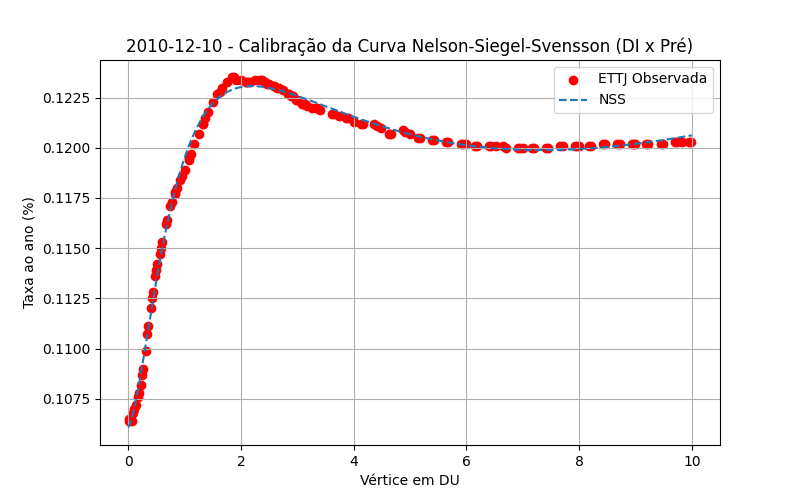 2010-12-10 - Calibração da Curva Nelson-Siegel-Svensson (DI x Pré)
ETTJ Observada
NSS
Taxa ao ano (%)
0.1225
0.1200
0.1175
0.1150
0.1125
0.1100
0.1075
0 2 4 6 8 10
Vértice em DU